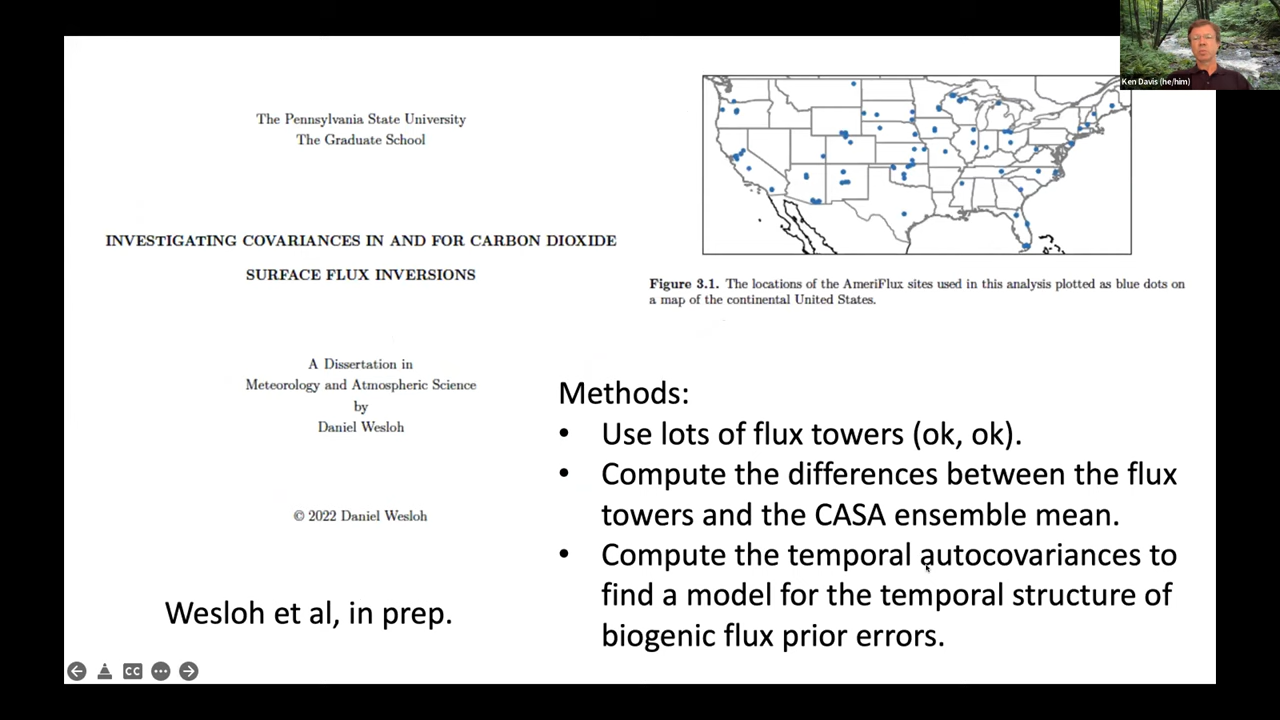 Ken Davis (he/him)
The Pennsylvania State University
The Graduate School
INVESTIGATING COVARIANCES IN AND FOR CARBON DIOXIDE
SURFACE FLUX INVERSIONS
A Dissertation in
Meteorology and Atmospheric Science
by
Daniel Wesloh
© 2022 Daniel Wesloh
Wesloh et al, in prep.
Figure 3.1. The locations of the AmeriFlux sites used in this analysis plotted as blue dots on
a map of the continental United States.
Methods:
• Use lots of flux towers (ok, ok).
• Compute the differences between the flux
towers and the CASA ensemble mean.
• Compute the temporal autocovariances to
find a model for the temporal structure of
biogenic flux prior errors.
CC